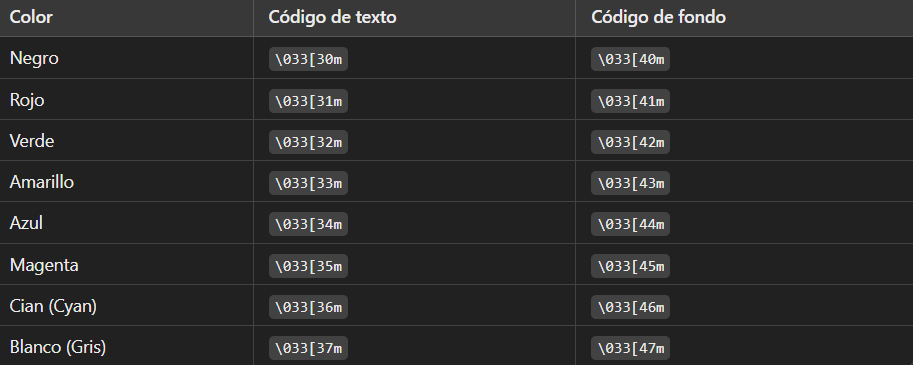 Color Código de texto Código de fondo
Negro \033[30m \033[40m
Rojo \033[31m \033[41m
Verde \033[32m \033[42m
Amarillo \033[33m \033[43m
Azul \033[34m \033[44m
Magenta \033[35m \033[45m
Cian (Cyan) \033[36m \033[46m
Blanco (Gris) \033[37m \033[47m